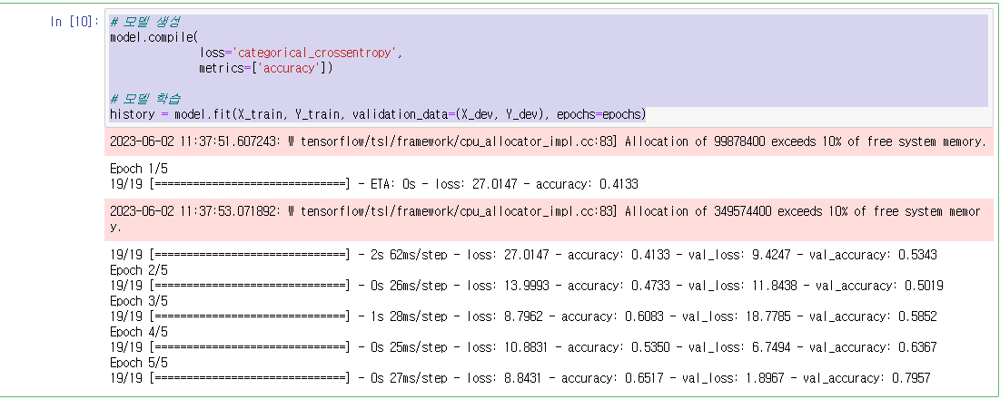 In [10]:
# 모델 생성
model.compile(
loss='categorical_crossentropy',
metrics=['accuracy'])
# 모델 학습
history = model.fit(X_train, Y_train, validation_data=(X_dev, Y_dev), epochs=epochs)
2023-06-02 11:37:51.607243: W tensorflow/tsl/framework/cpu_allocator_impl.cc:83] Allocation of 99878400 exceeds 10% of free system memory.
Epoch 1/5
19/19 [==============================] - ETA: 0s - loss: 27.0147 - accuracy: 0.4133
2023-06-02 11:37:53.071892: W tensorflow/tsl/framework/cpu_allocator_impl.cc:83] Allocation of 349574400 exceeds 10% of free system memor
y.
19/19 [==============================] - 2s 62ms/step - loss: 27.0147 - accuracy: 0.4133 - val_loss: 9.4247 - val_accuracy: 0.5343
Epoch 2/5
19/19 [==============================] - 0s 26ms/step - loss: 13.9993 - accuracy: 0.4733 - val_loss: 11.8438 - val_accuracy: 0.5019
Epoch 3/5
19/19 [==============================] - 1s 28ms/step - loss: 8.7962 - accuracy: 0.6083 - val_loss: 18.7785 - val_accuracy: 0.5852
Epoch 4/5
19/19 [==============================] - 0s 25ms/step - loss: 10.8831 - accuracy: 0.5350 - val_loss: 6.7494 - val_accuracy: 0.6367
Epoch 5/5
19/19 [==============================] - 0s 27ms/step - loss: 8.8431 - accuracy: 0.6517 - val_loss: 1.8967 - val_accuracy: 0.7957